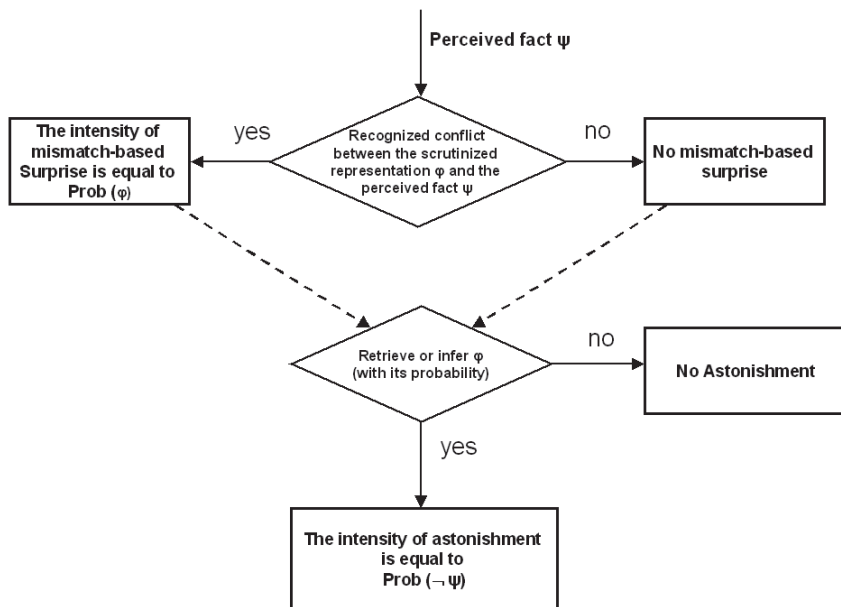 Perceived fact ψ
The intensity of
mismatch-based
Surprise is equal to
Prob (φ)
yes
Recognized conflict
between the scrutinized
representation φ and the
perceived fact ψ
no
No mismatch-based
surprise
Retrieve or infer φ
(with its probability)
no
No Astonishment
yes
The intensity of astonishment
is equal to
Prob (¬ ψ)